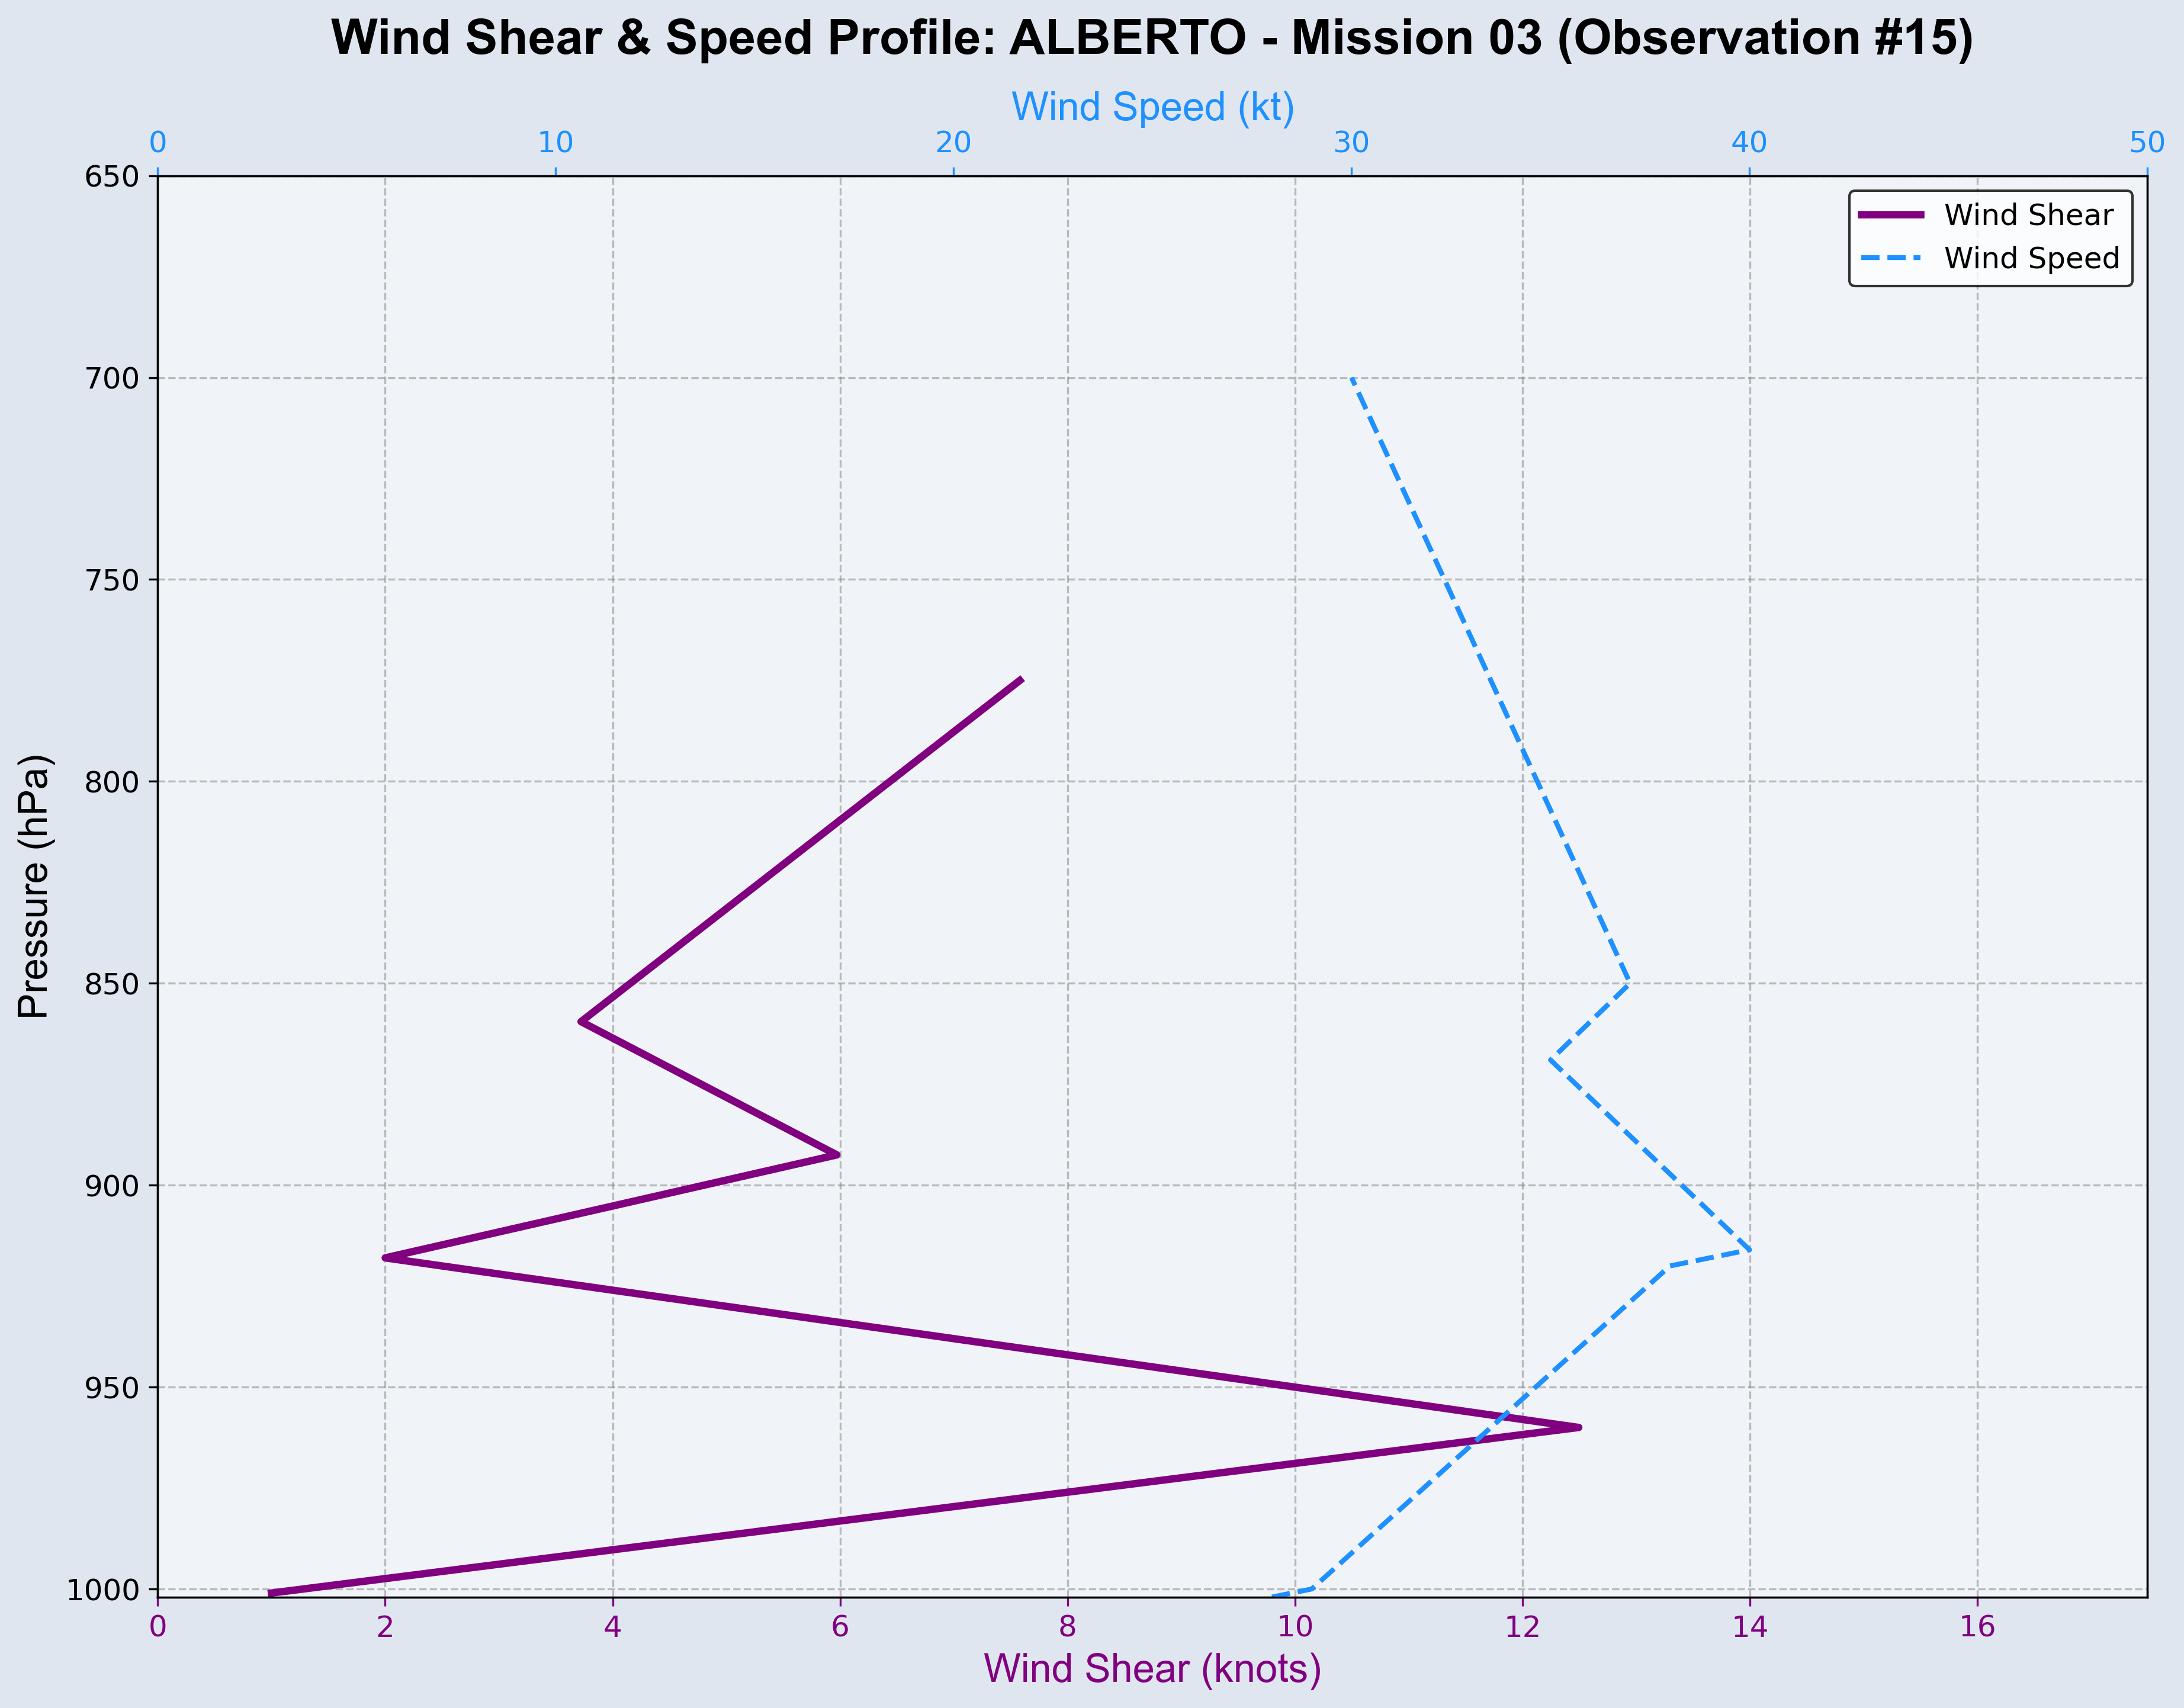 Wind Shear & Speed Profile: ALBERTO - Mission 03 (Observation #15)
Wind Speed (kt)
0 10 20 30 40 50
Wind Shear
Wind Speed
650
700
750
800
850
900
950
1000
Pressure (hPa)
0 2 4 6 8 10 12 14 16
Wind Shear (knots)